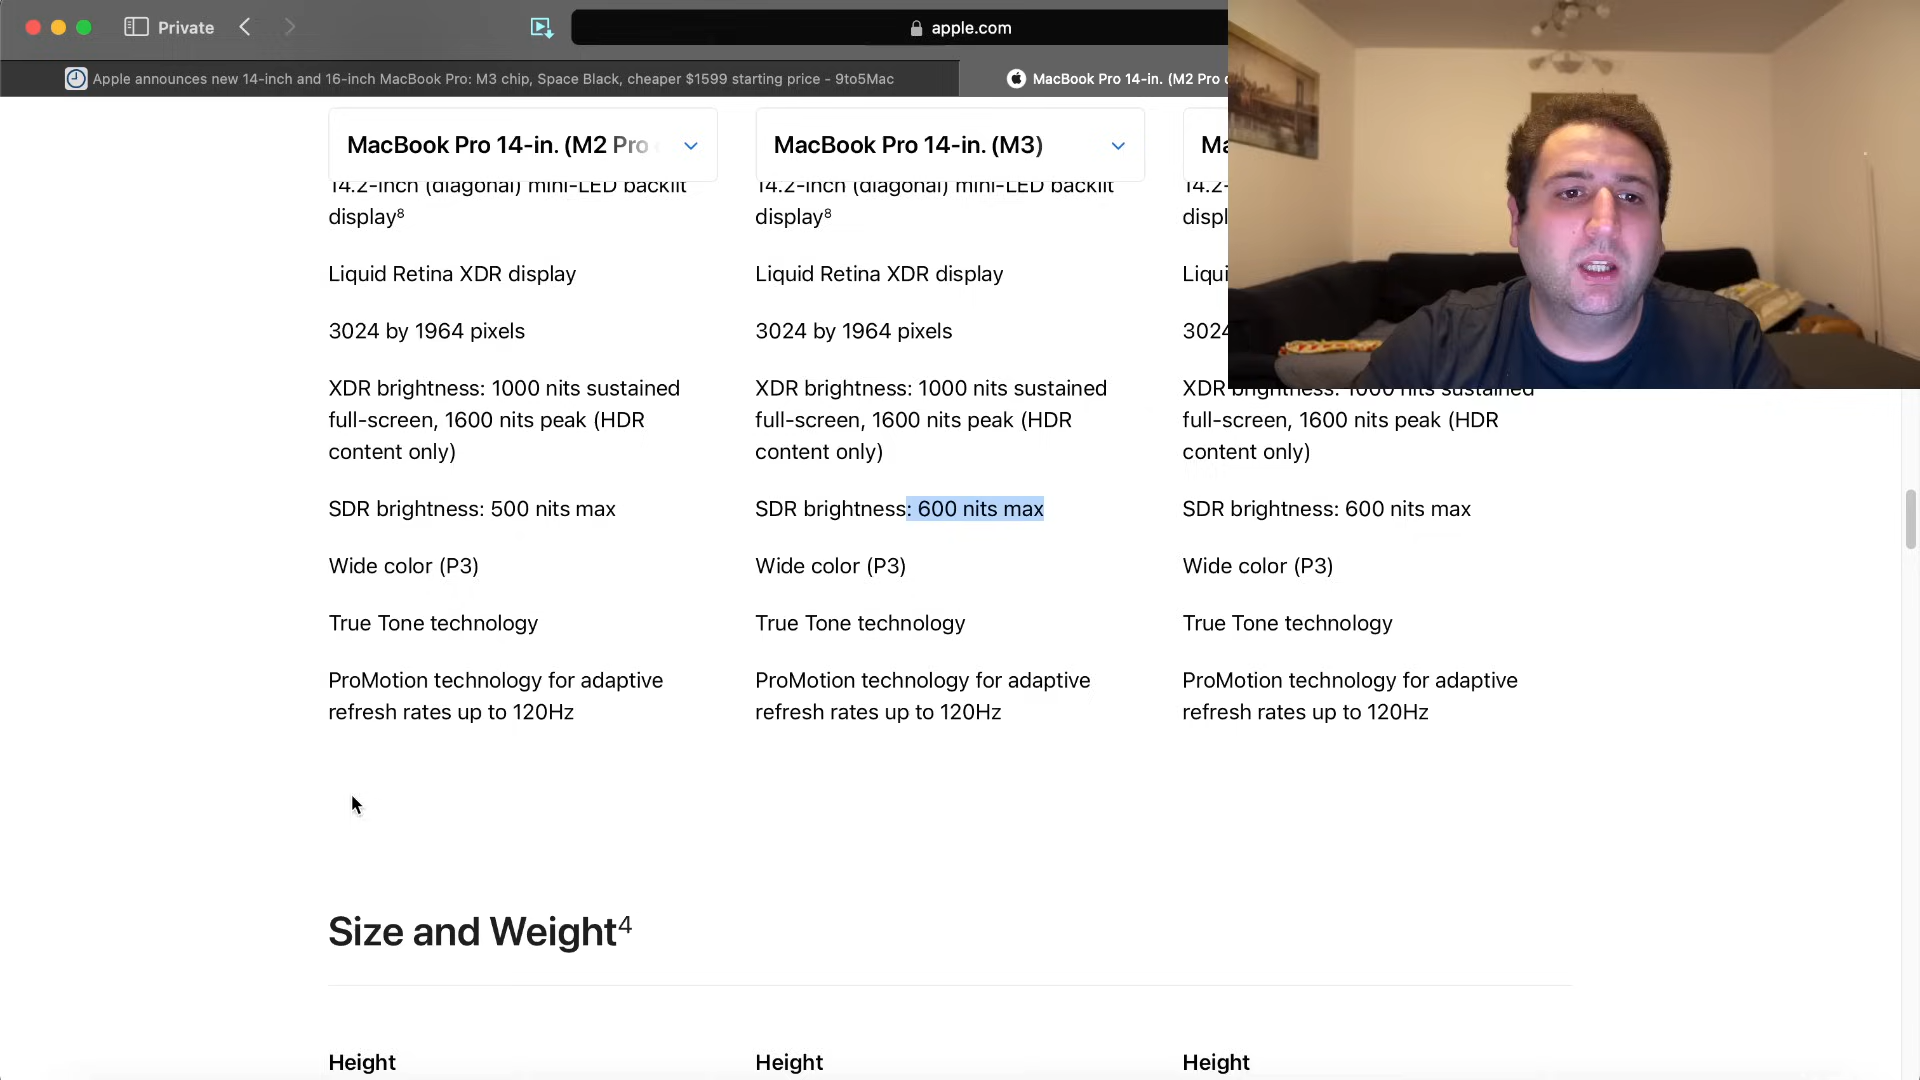 Private
apple.com
Apple announces new 14-inch and 16-inch MacBook Pro: M3 chip, Space Black, cheaper $1599 starting price - 9to5Mac
MacBook Pro 14-in. (M2 Pro
MacBook Pro 14-in. (M2 Pro
MacBook Pro 14-in. (M3)
14.2-inch (diagonal) mini-LED backlit
display⁸
14.2-inch (diagonal) mini-LED backlit
display⁸
14.2-
Liquid Retina XDR display
Liquid Retina XDR display
3024 by 1964 pixels
3024 by 1964 pixels
XDR brightness: 1000 nits sustained
full-screen, 1600 nits peak (HDR
content only)
XDR brightness: 1000 nits sustained
full-screen, 1600 nits peak (HDR
content only)
XDR brightness: 1000 nits sustained
full-screen, 1600 nits peak (HDR
content only)
SDR brightness: 500 nits max
SDR brightness: 600 nits max
SDR brightness: 600 nits max
Wide color (P3)
Wide color (P3)
Wide color (P3)
True Tone technology
True Tone technology
True Tone technology
ProMotion technology for adaptive
refresh rates up to 120Hz
ProMotion technology for adaptive
refresh rates up to 120Hz
ProMotion technology for adaptive
refresh rates up to 120Hz
Size and Weight⁴
Height
Height
Height